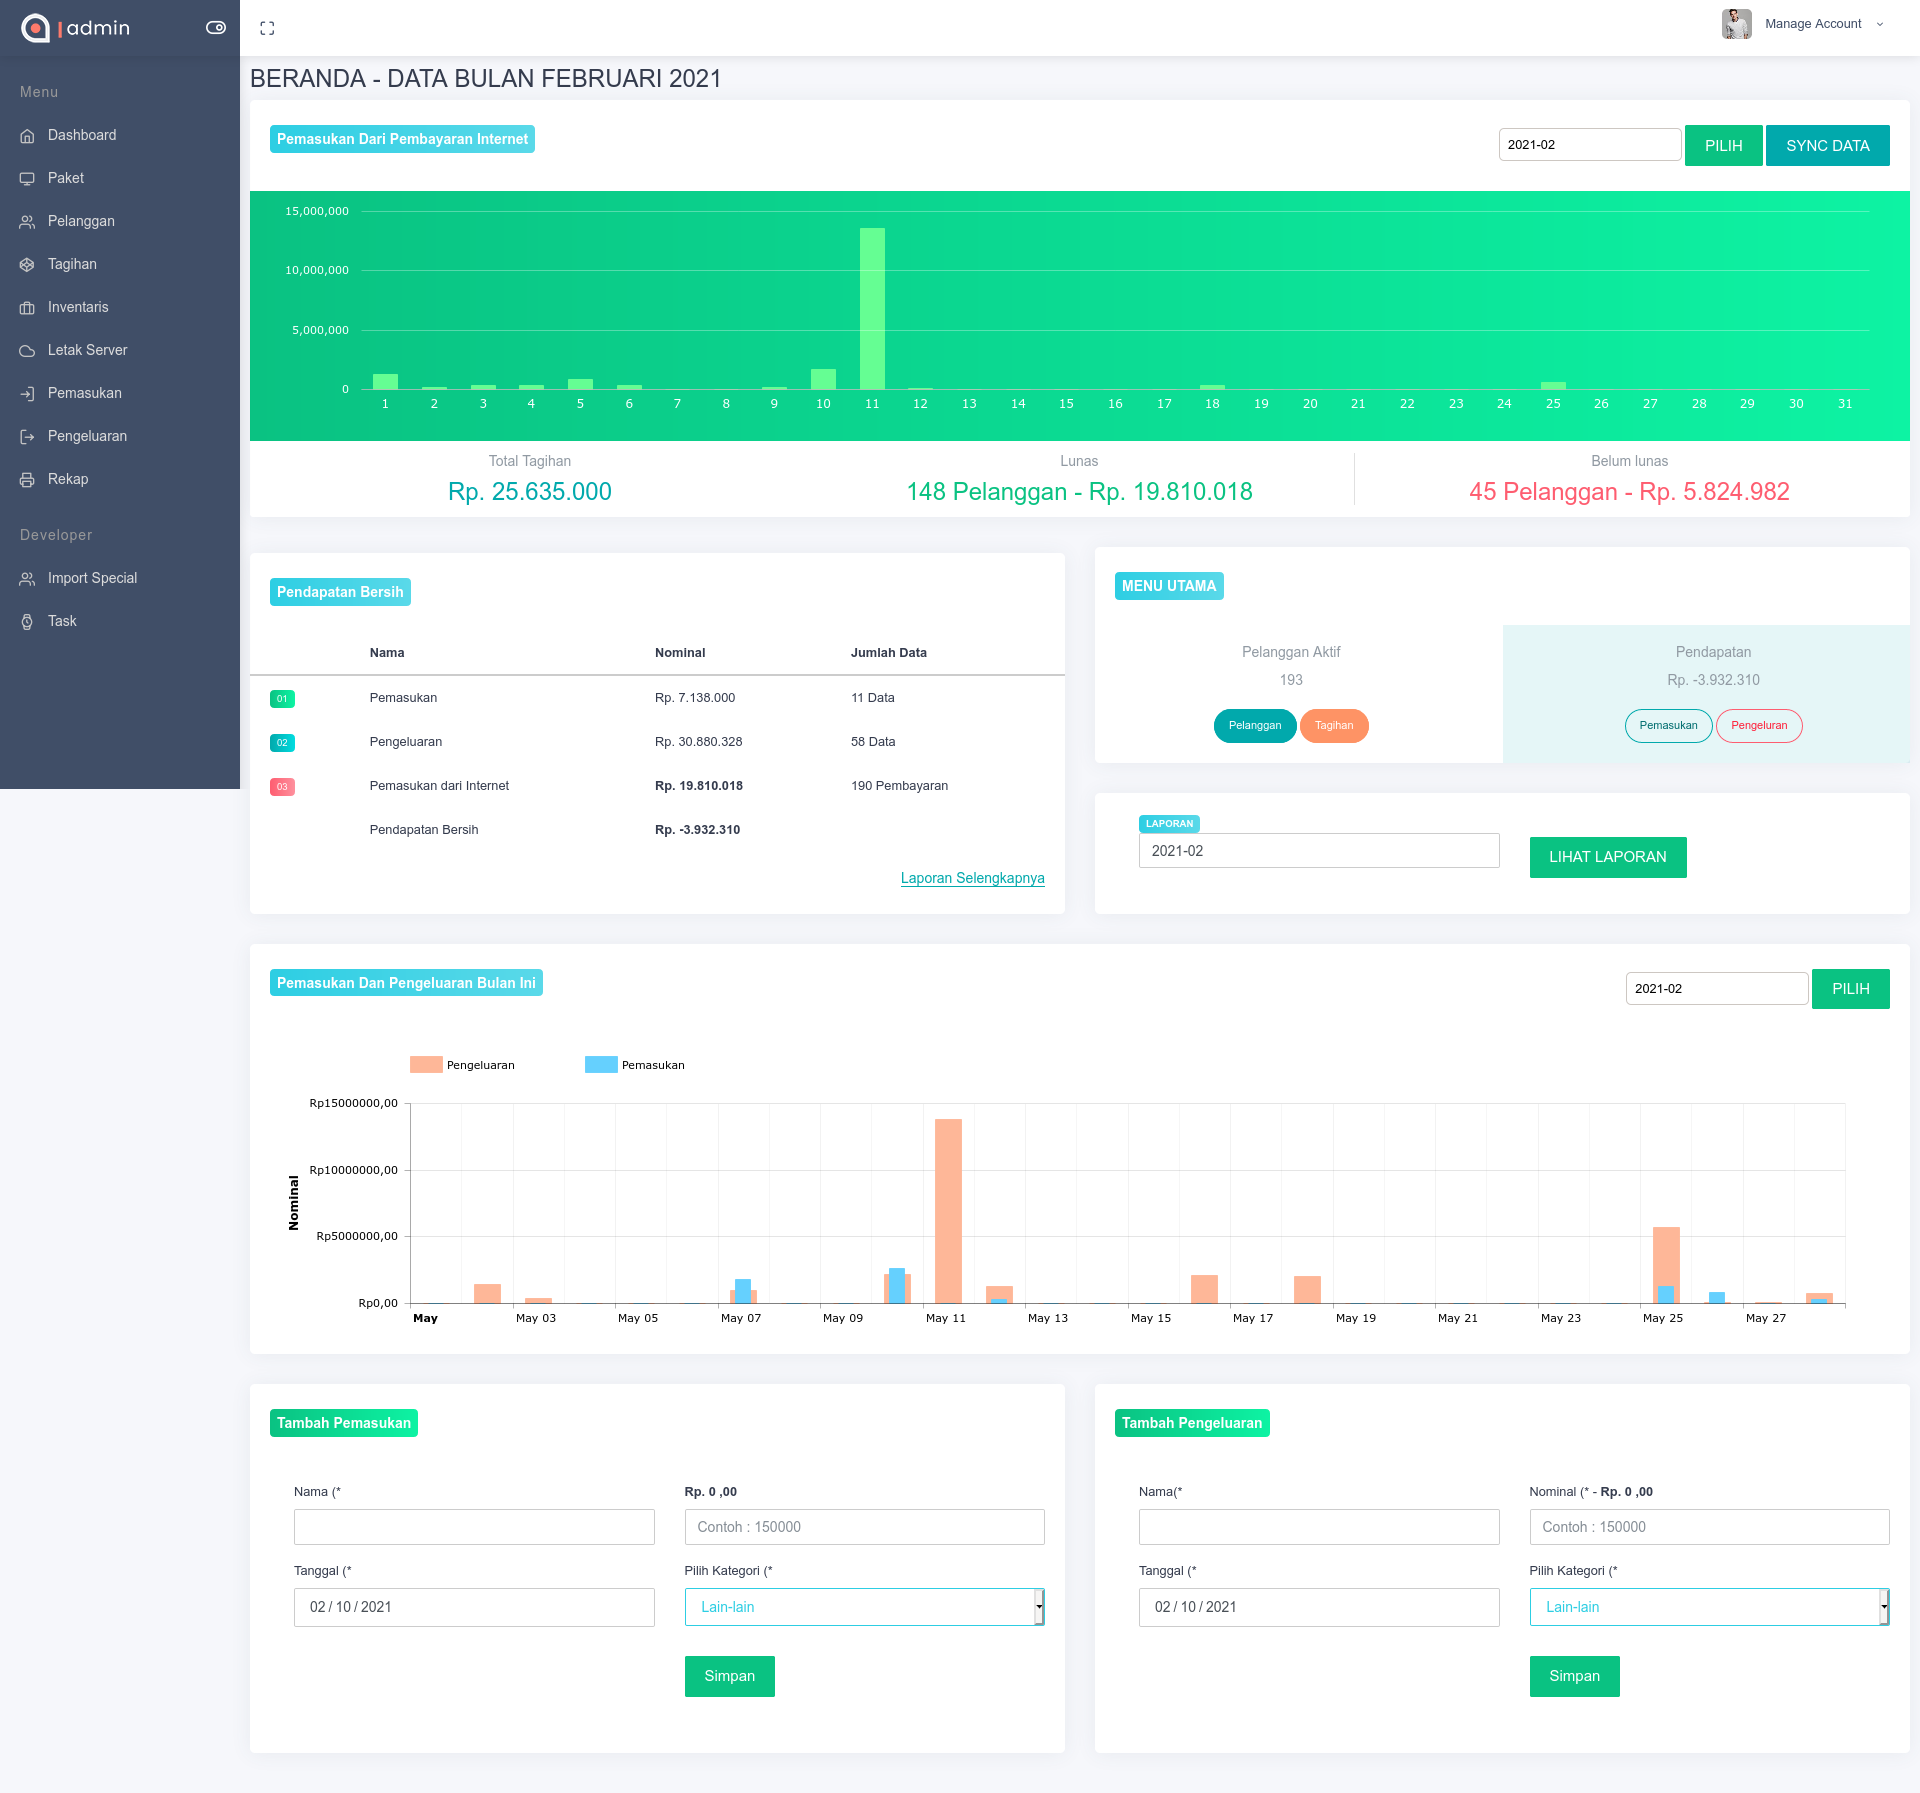 admin
Manage Account
Menu
Dashboard
Paket
Pelanggan
Tagihan
Inventaris
Letak Server
Pemasukan
Pengeluaran
Rekap
Developer
Import Special
Task
BERANDA - DATA BULAN FEBRUARI 2021
Pemasukan Dari Pembayaran Internet
2021-02 PILIH SYNC DATA
15,000,000
10,000,000
5,000,000
0
1 2 3 4 5 6 7 8 9 10 11 12 13 14 15 16 17 18 19 20 21 22 23 24 25 26 27 28 29 30 31
Total Tagihan
Rp. 25.635.000
Lunas
148 Pelanggan - Rp. 19.810.018
Belum lunas
45 Pelanggan - Rp. 5.824.982
Pendapatan Bersih
Nama Nominal Jumlah Data
01 Pemasukan Rp. 7.138.000 11 Data
02 Pengeluaran Rp. 30.880.328 58 Data
03 Pemasukan dari Internet Rp. 19.810.018 190 Pembayaran
Pendapatan Bersih Rp. -3.932.310
Laporan Selengkapnya
MENU UTAMA
Pelanggan Aktif
193
Pelanggan Tagihan
Pendapatan
Rp. -3.932.310
Pemasukan Pengeluran
LAPORAN
2021-02
LIHAT LAPORAN
Pemasukan Dan Pengeluaran Bulan Ini
2021-02 PILIH
Pengeluaran Pemasukan
Nominal
Rp15000000,00
Rp10000000,00
Rp5000000,00
Rp0,00
May May 03 May 05 May 07 May 09 May 11 May 13 May 15 May 17 May 19 May 21 May 23 May 25 May 27
Tambah Pemasukan
Nama (* Rp. 0 ,00
Contoh : 150000
Tanggal (* Pilih Kategori (*
02 / 10 / 2021 Lain-lain
Simpan
Tambah Pengeluaran
Nama(* Nominal (* - Rp. 0 ,00
Contoh : 150000
Tanggal (* Pilih Kategori (*
02 / 10 / 2021 Lain-lain
Simpan